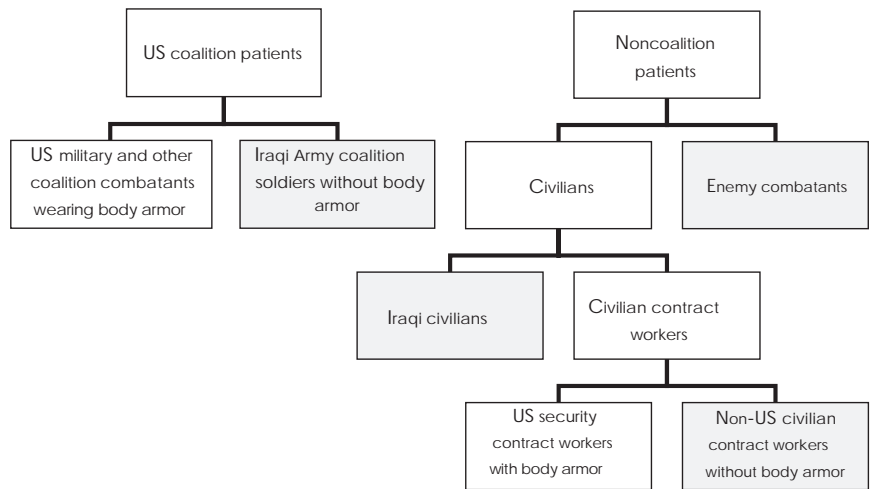 US coalition patients
Noncoalition
patients
US military and other
coalition combatants
wearing body armor
Iraqi Army coalition
soldiers without body
armor
Civilians
Enemy combatants
Iraqi civilians
Civilian contract
workers
US security
contract workers
with body armor
Non-US civilian
contract workers
without body armor